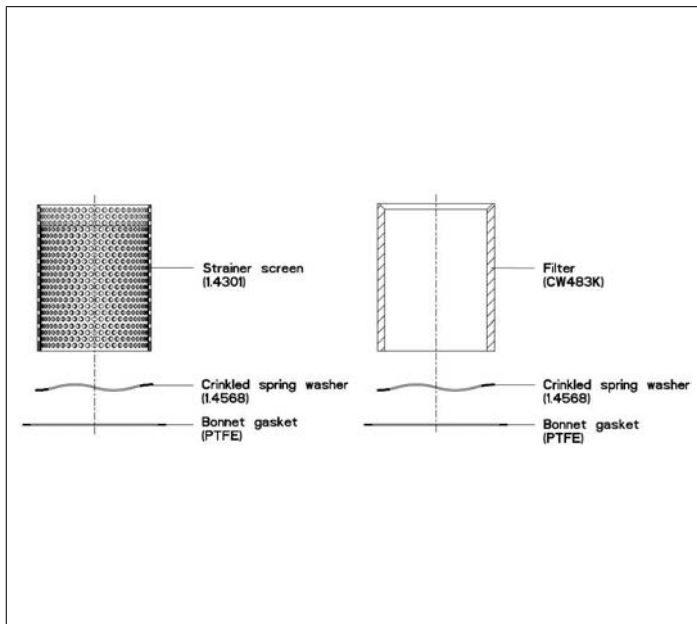 Strainer screen
(1.4301)
Crinkled spring washer
(1.4568)
Bonnet gasket
(PTFE)
Filter
(CW483K)
Crinkled spring washer
(1.4568)
Bonnet gasket
(PTFE)